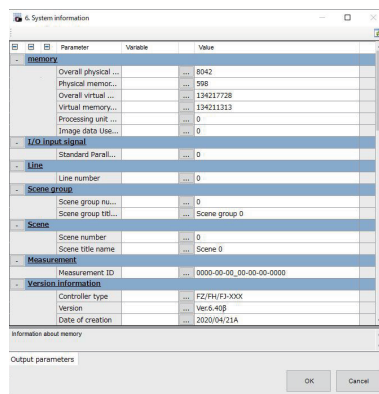 6. System information
Parameter Variable Value
memory
Overall physical ... ... 8042
Physical memor... ... 598
Overall virtual ... ... 134217728
Virtual memory... ... 134211313
Processing unit ... ... 0
Image data Use... ... 0
I/O input signal
Standard Parall... ... 0
Line
Line number ... 0
Scene group
Scene group nu... ... 0
Scene group titl... ... Scene group 0
Scene
Scene number ... 0
Scene title name ... Scene 0
Measurement
Measurement ID ... 0000-00-00_00-00-00-0000
Version information
Controller type ... FZ/FH/FJ-XXX
Version ... Ver.6.40β
Date of creation ... 2020/04/21A
Information about memory
Output parameters
OK Cancel